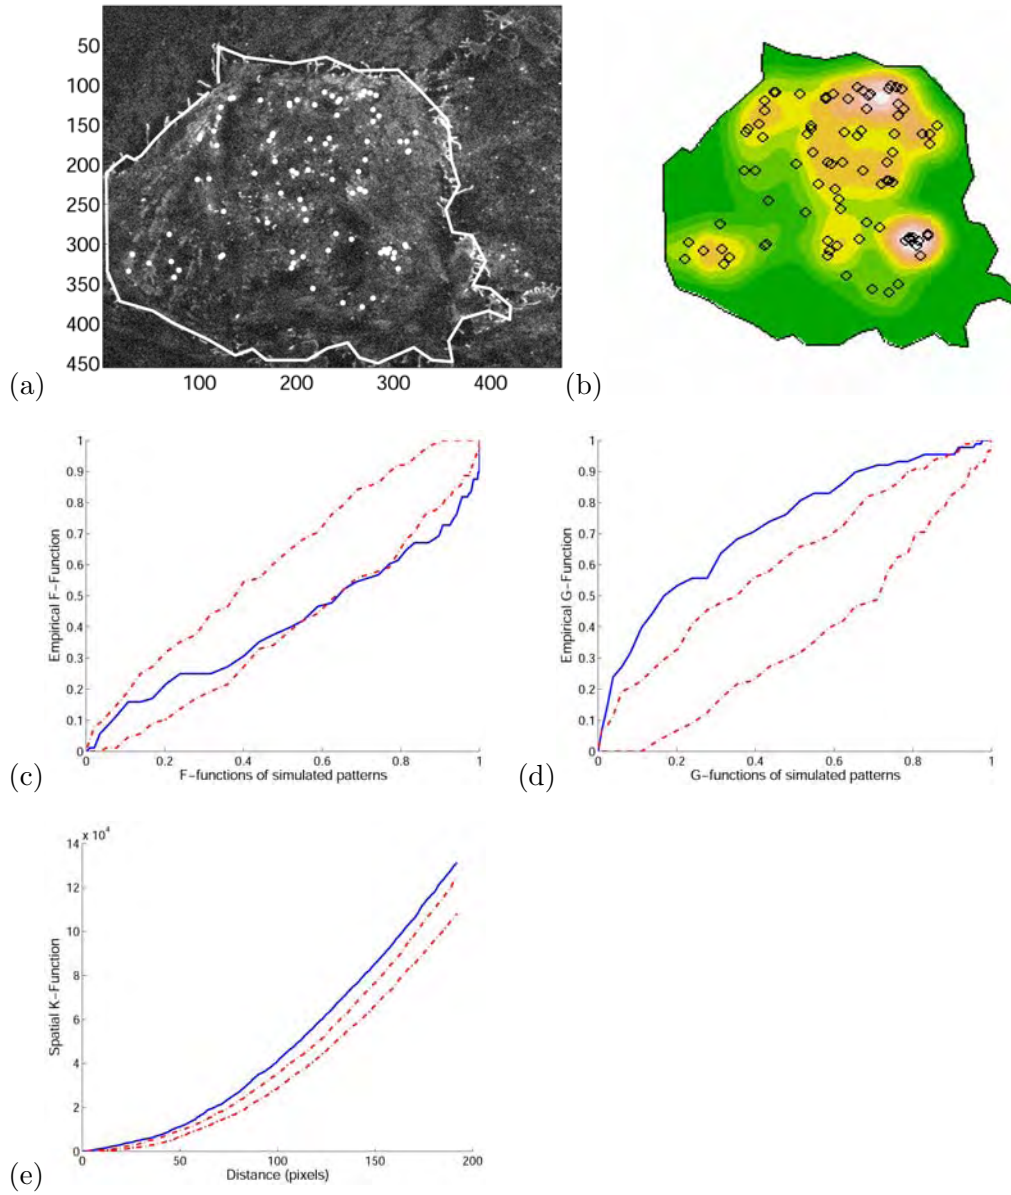 50
100
150
200
250
300
350
400
450
100 200 300 400
(a)
(b)
1
0.9
0.8
0.7
0.6
0.5
0.4
0.3
0.2
0.1
0
Empirical F-Function
0 0.2 0.4 0.6 0.8 1
F-functions of simulated patterns
(c)
1
0.9
0.8
0.7
0.6
0.5
0.4
0.3
0.2
0.1
0
Empirical G-Function
0 0.2 0.4 0.6 0.8 1
G-functions of simulated patterns
(d)
x 10^4
14
12
10
8
6
4
2
0
Spatial K-Function
0 50 100 150 200
Distance (pixels)
(e)